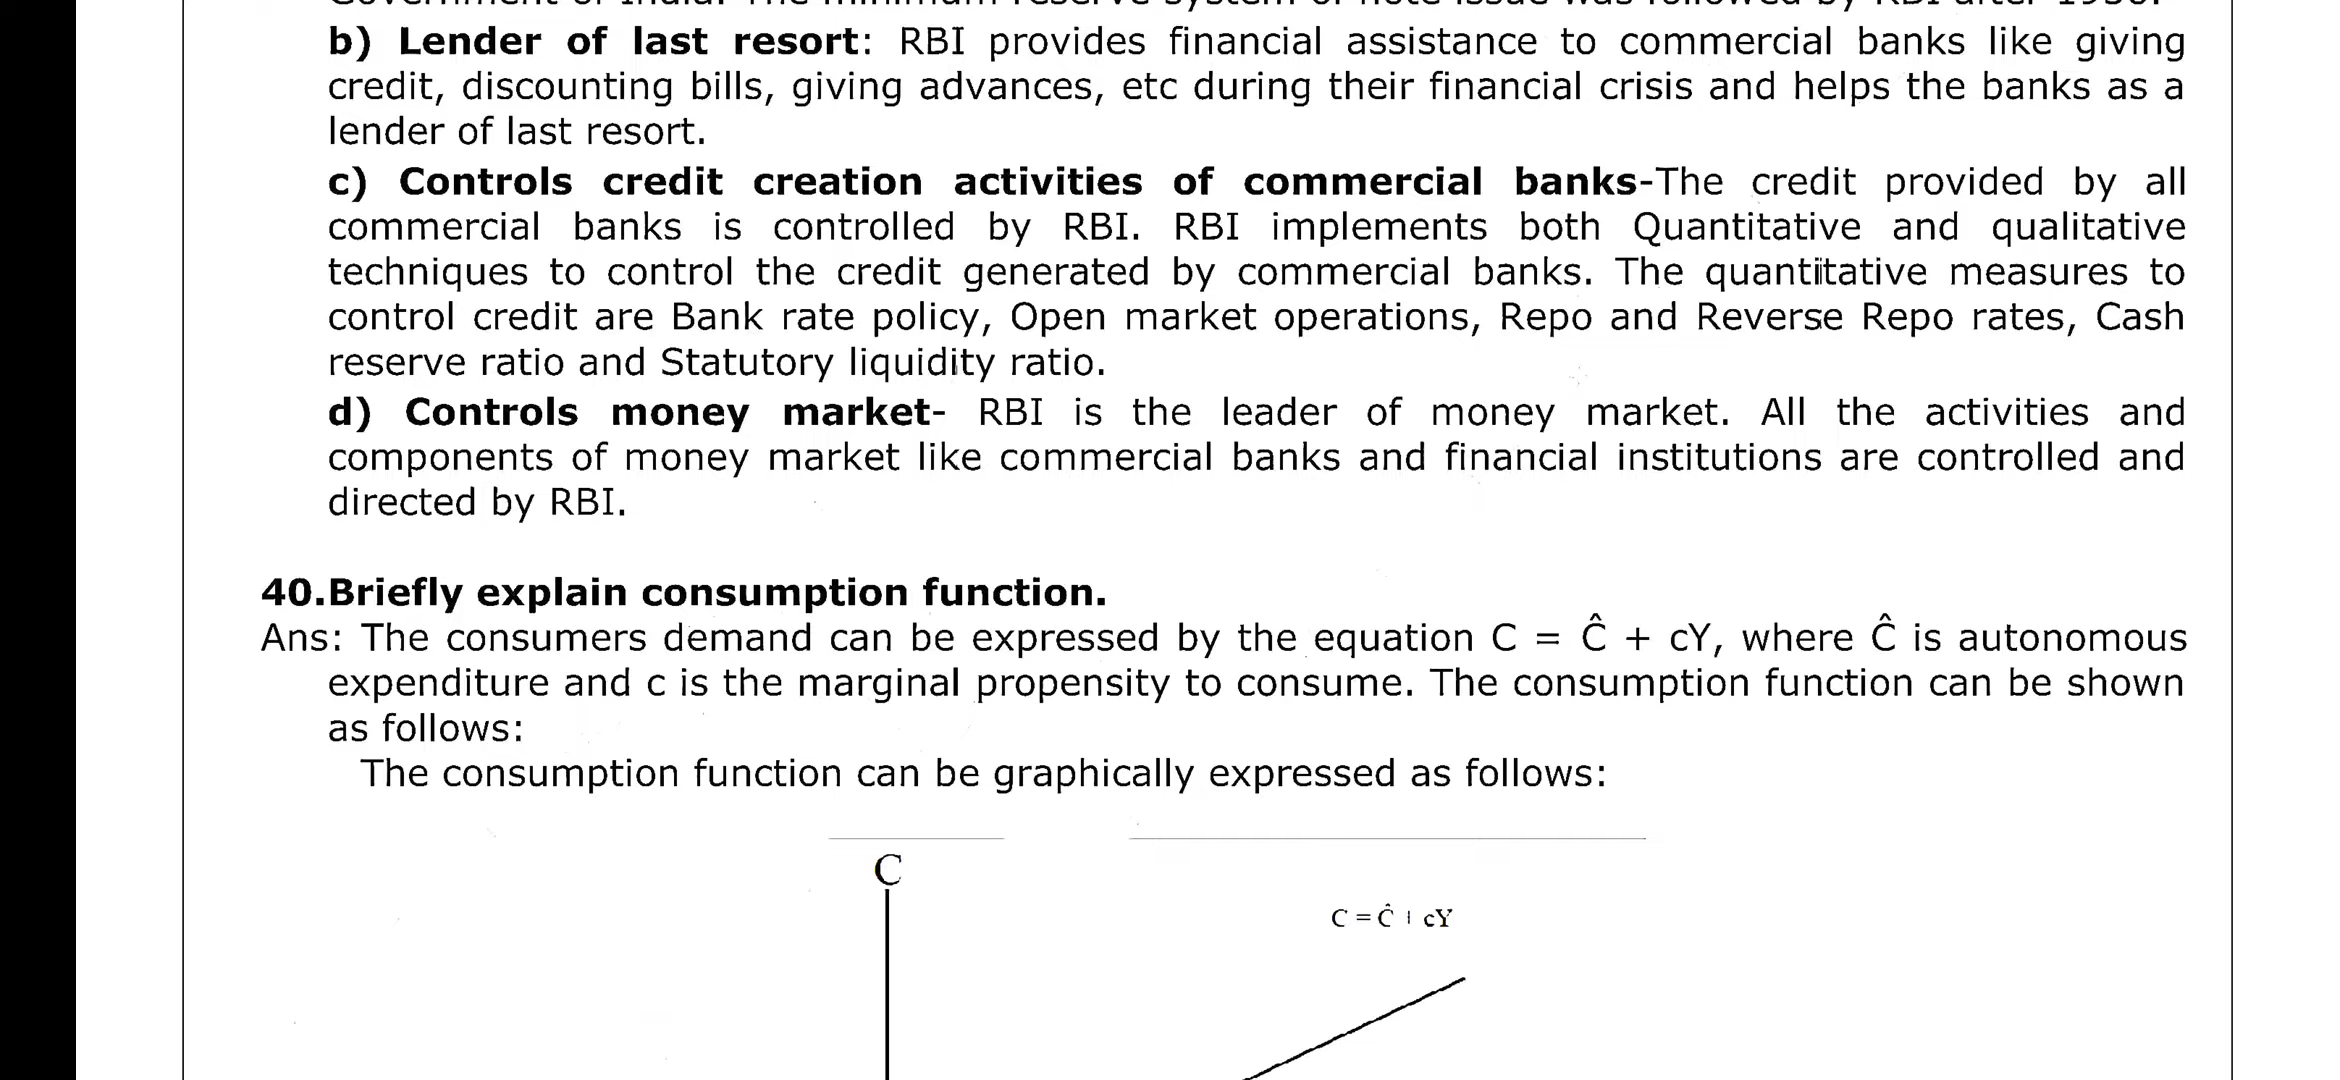 b) Lender of last resort: RBI provides financial assistance to commercial banks like giving
credit, discounting bills, giving advances, etc during their financial crisis and helps the banks as a
lender of last resort.
c) Controls credit creation activities of commercial banks-The credit provided by all
commercial banks is controlled by RBI. RBI implements both Quantitative and qualitative
techniques to control the credit generated by commercial banks. The quantitative measures to
control credit are Bank rate policy, Open market operations, Repo and Reverse Repo rates, Cash
reserve ratio and Statutory liquidity ratio.
d) Controls money market- RBI is the leader of money market. All the activities and
components of money market like commercial banks and financial institutions are controlled and
directed by RBI.
40.Briefly explain consumption function.
Ans: The consumers demand can be expressed by the equation C = Ĉ + cY, where Ĉ is autonomous
expenditure and c is the marginal propensity to consume. The consumption function can be shown
as follows:
The consumption function can be graphically expressed as follows:
C
C = Ĉ + cY